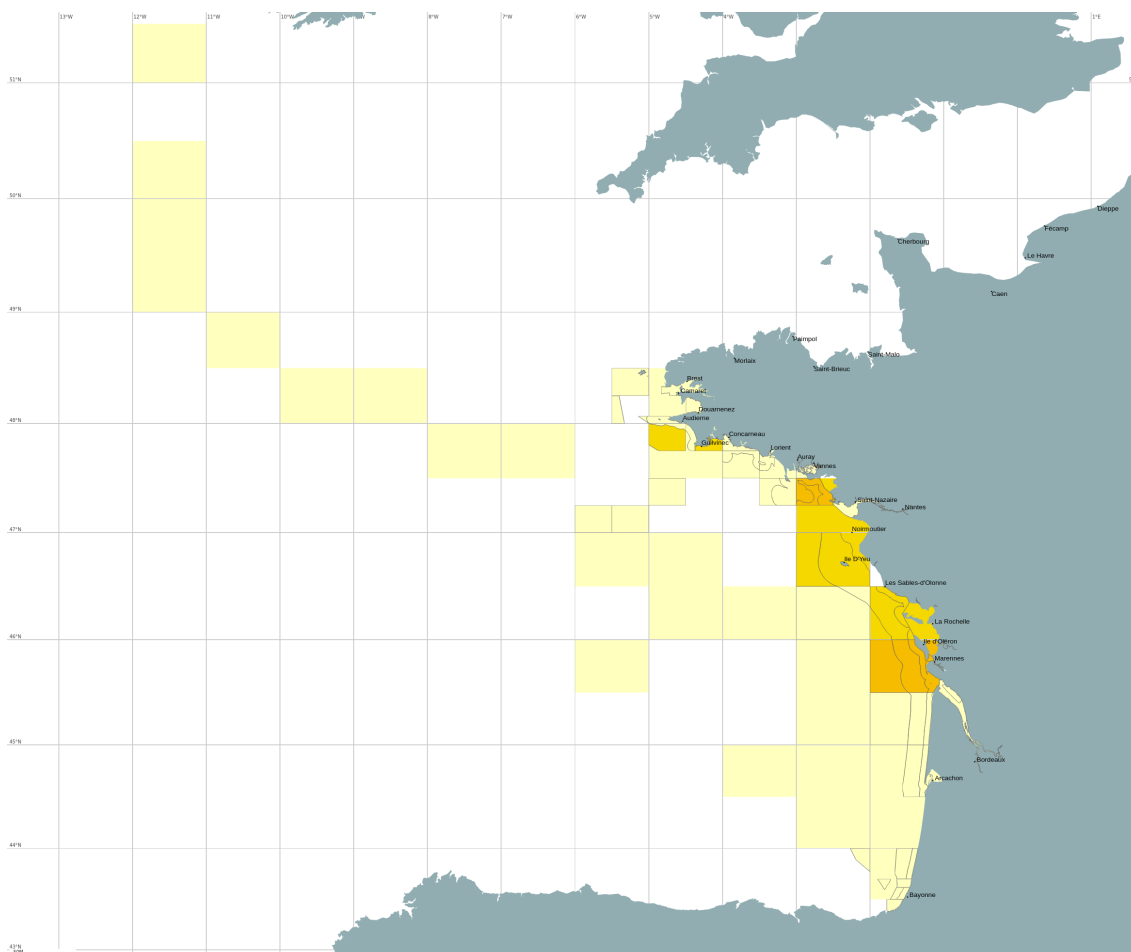 13°W 12°W 11°W 10°W 9°W 8°W 7°W 6°W 5°W 4°W 3°W 1°E
51°N
50°N
Dieppe
Fécamp
Cherbourg
Le Havre
Caen
49°N
Paimpol
Saint-Malo
Morlaix
Saint-Brieuc
Brest
Camaret
Douarnenez
48°N
Audierne
Concarneau
Guilvinec
Lorient
Auray
Vannes
Saint-Nazaire
Nantes
47°N
Noirmoutier
Ile D'Yeu
Les Sables-d'Olonne
La Rochelle
46°N
Ile d'Oléron
Marennes
45°N
Bordeaux
Arcachon
44°N
Bayonne
43°N